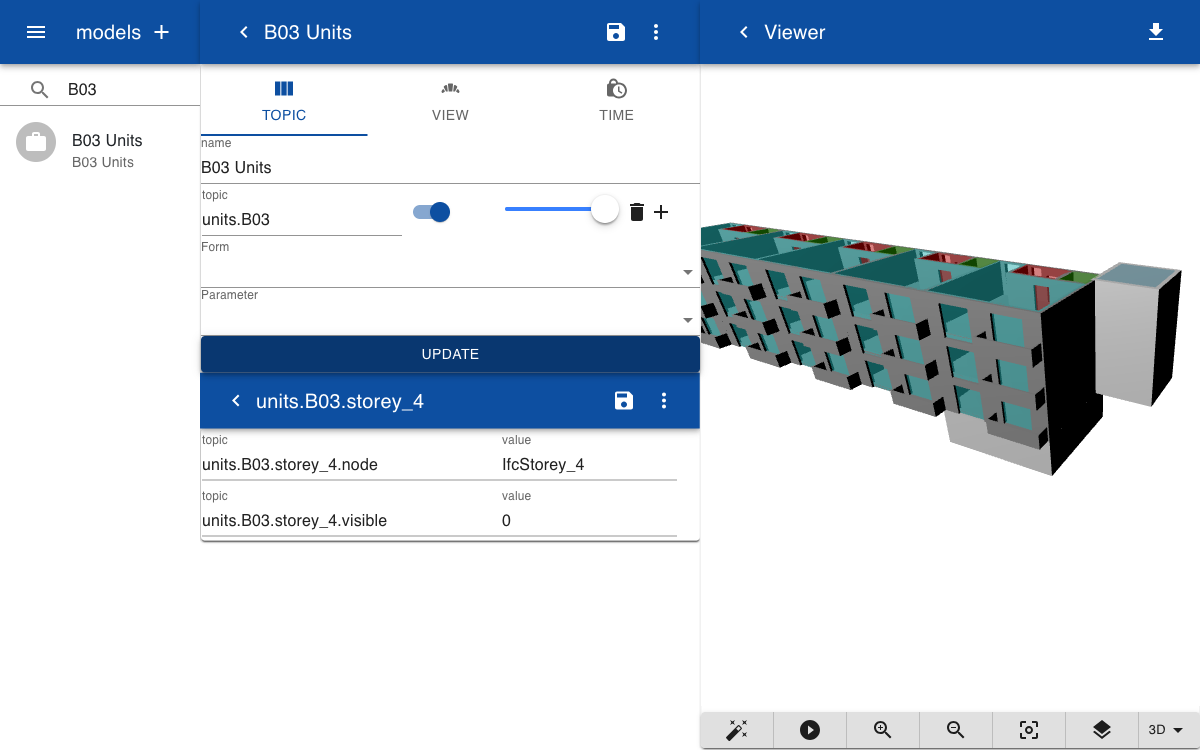 models
B03 Units
Viewer
B03
B03 Units
B03 Units
TOPIC
VIEW
TIME
name
B03 Units
topic
units.B03
Form
Parameter
UPDATE
units.B03.storey_4
topic
value
units.B03.storey_4.node
IfcStorey_4
topic
value
units.B03.storey_4.visible
0
3D